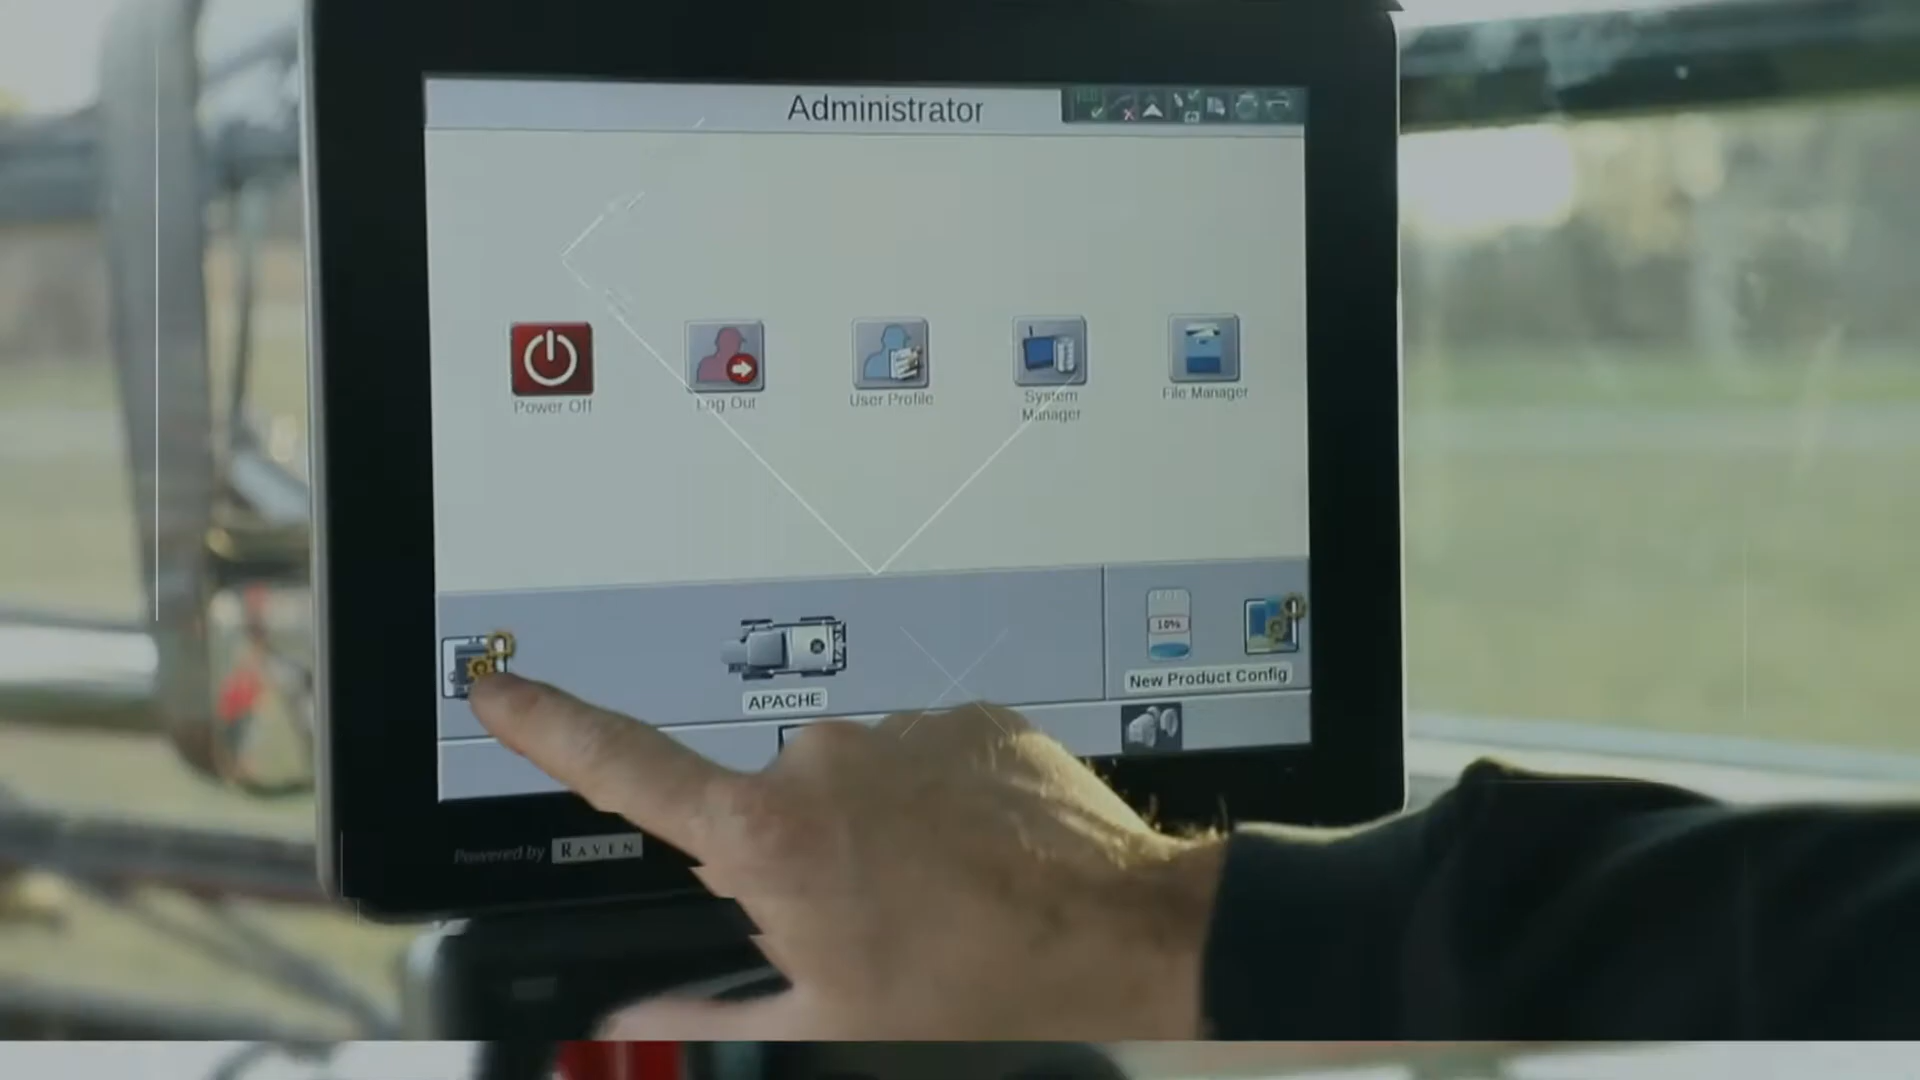 Administrator
Power Off
Log Out
User Profile
System
Manager
File Manager
10%
APACHE
New Product Config
Powered by RAVEN